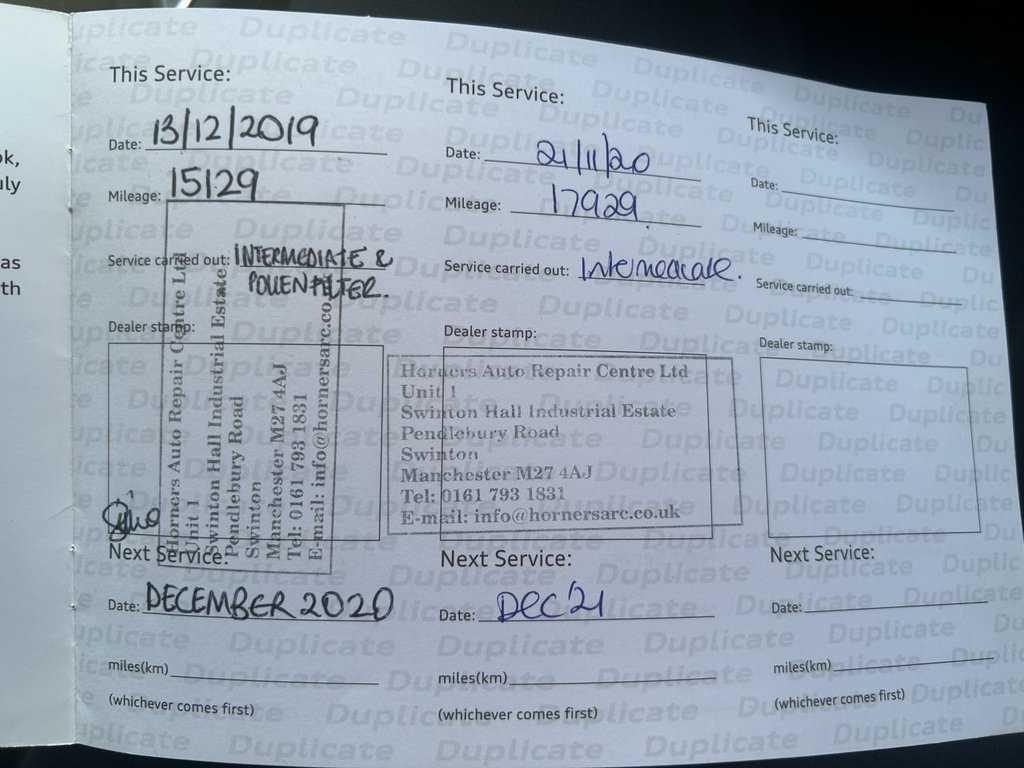 ok,
uly
as
th
This Service:
Date: 13/12/2019
Mileage: 15129
Service carried out: INTERMEDIATE &
POLLEN FILTER.
Dealer stamp:
Horners Auto Repair Centre Ltd
Unit 1
Swinton Hall Industrial Estate
Pendlebury Road
Swinton
Manchester M27 4AJ
Tel: 0161 793 1831
E-mail: info@hornersarc.co
Next Service:
Date: DECEMBER 2020
miles(km)
(whichever comes first)
This Service:
Date: 21/11/20
Mileage: 17929
Service carried out: Intermediate.
Dealer stamp:
Horners Auto Repair Centre Ltd
Unit 1
Swinton Hall Industrial Estate
Pendlebury Road
Swinton
Manchester M27 4AJ
Tel: 0161 793 1831
E-mail: info@hornersarc.co.uk
Next Service:
Date: DEC'21
miles(km)
(whichever comes first)
This Service:
Date:
Mileage:
Service carried out:
Dealer stamp:
Next Service:
Date:
miles(km)
(whichever comes first)
Duplicate